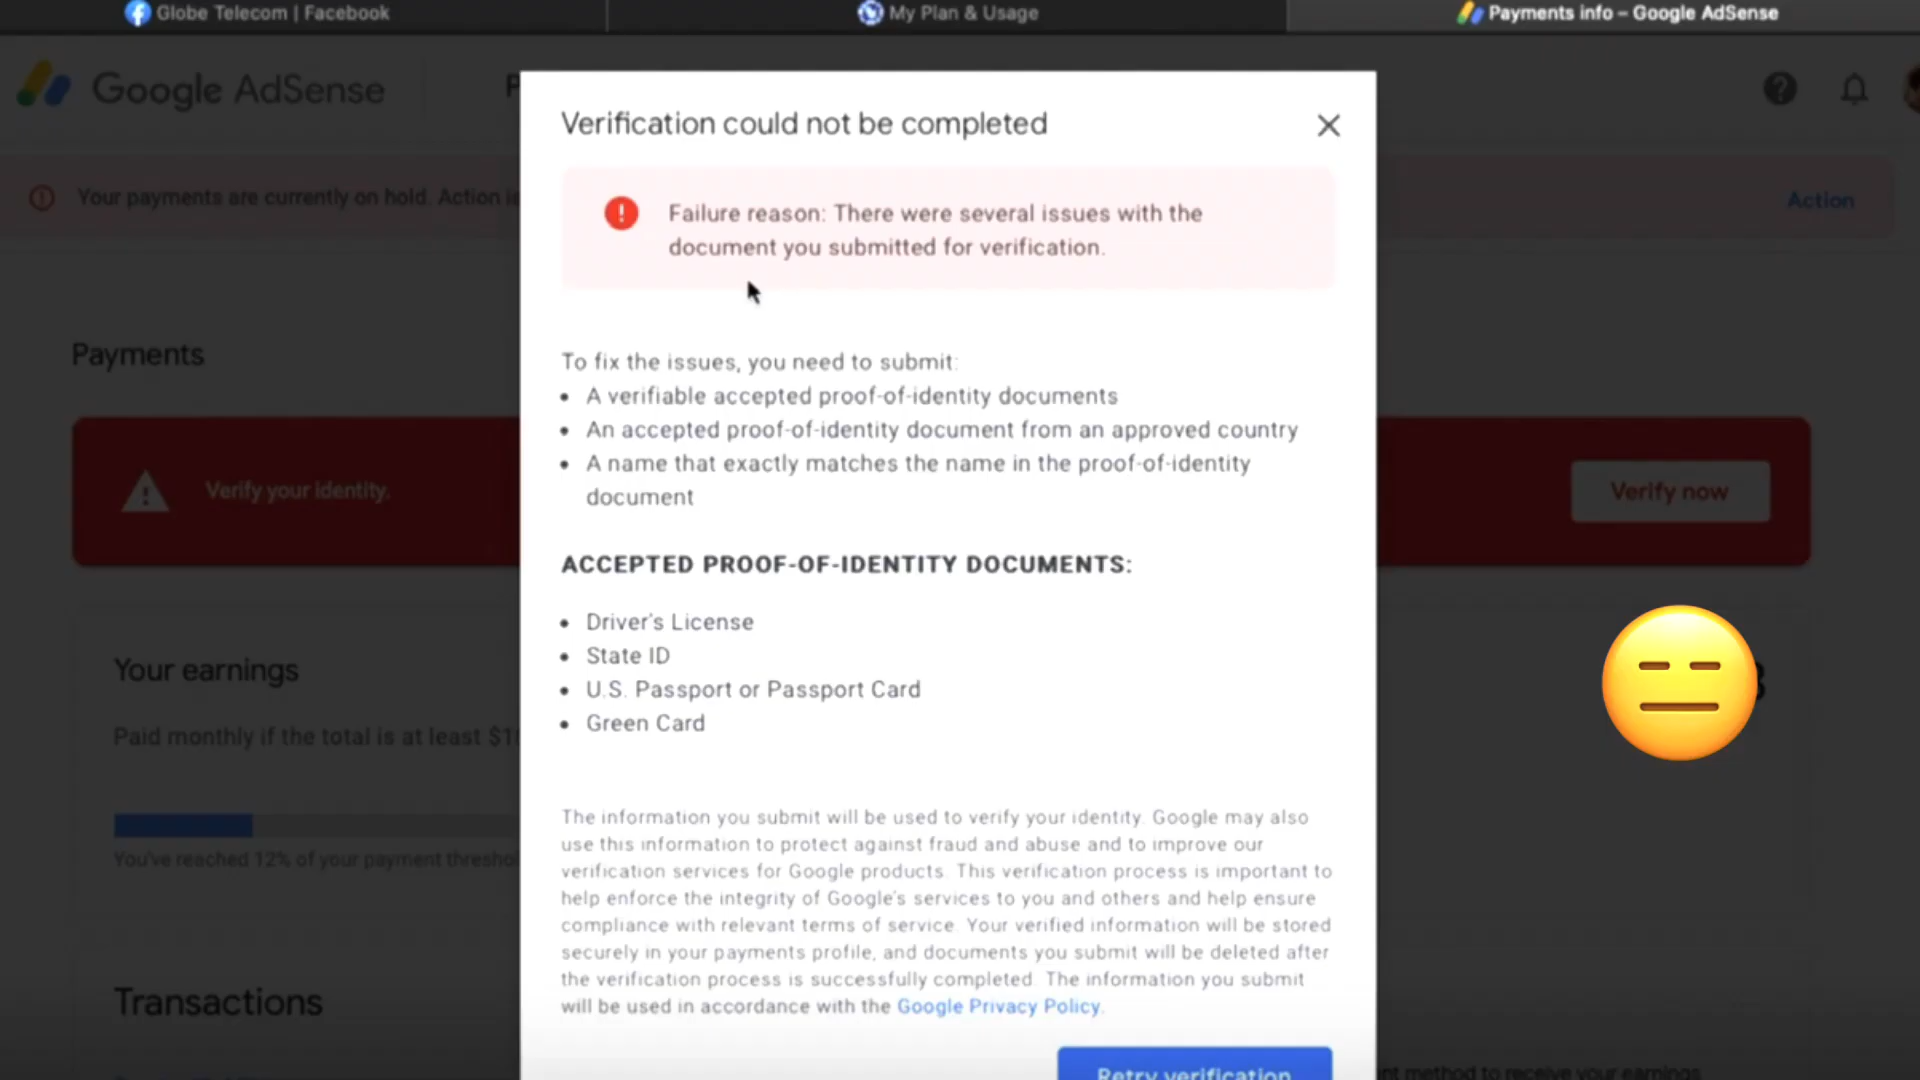 Globe Telecom | Facebook
My Plan & Usage
Payments info – Google AdSense
Google AdSense
P
Verification could not be completed
Your payments are currently on hold. Action is
Action
Failure reason: There were several issues with the
document you submitted for verification.
Payments
To fix the issues, you need to submit:
• A verifiable accepted proof-of-identity documents
• An accepted proof-of-identity document from an approved country
• A name that exactly matches the name in the proof-of-identity
document
Verify your identity.
Verify now
ACCEPTED PROOF-OF-IDENTITY DOCUMENTS:
• Driver's License
• State ID
• U.S. Passport or Passport Card
• Green Card
Your earnings
Paid monthly if the total is at least $1
You've reached 12% of your payment threshol
The information you submit will be used to verify your identity. Google may also
use this information to protect against fraud and abuse and to improve our
verification services for Google products. This verification process is important to
help enforce the integrity of Google's services to you and others and help ensure
compliance with relevant terms of service. Your verified information will be stored
securely in your payments profile, and documents you submit will be deleted after
the verification process is successfully completed. The information you submit
will be used in accordance with the Google Privacy Policy.
Transactions
Retry verification
nt method to receive your earnings